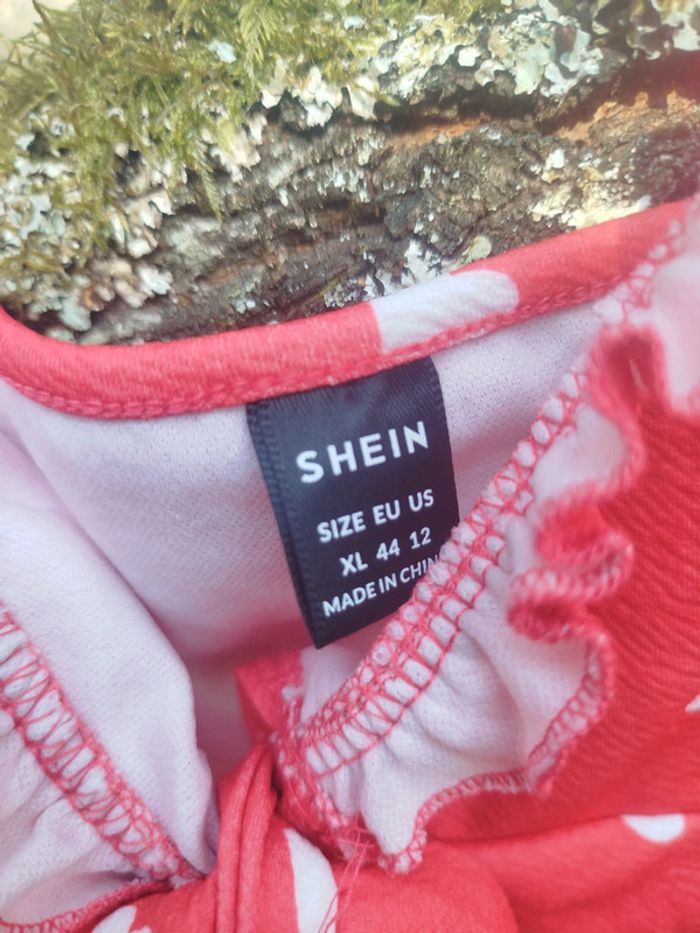 SHEIN
SIZE EU US
XL 44 12
MADE IN CHIN